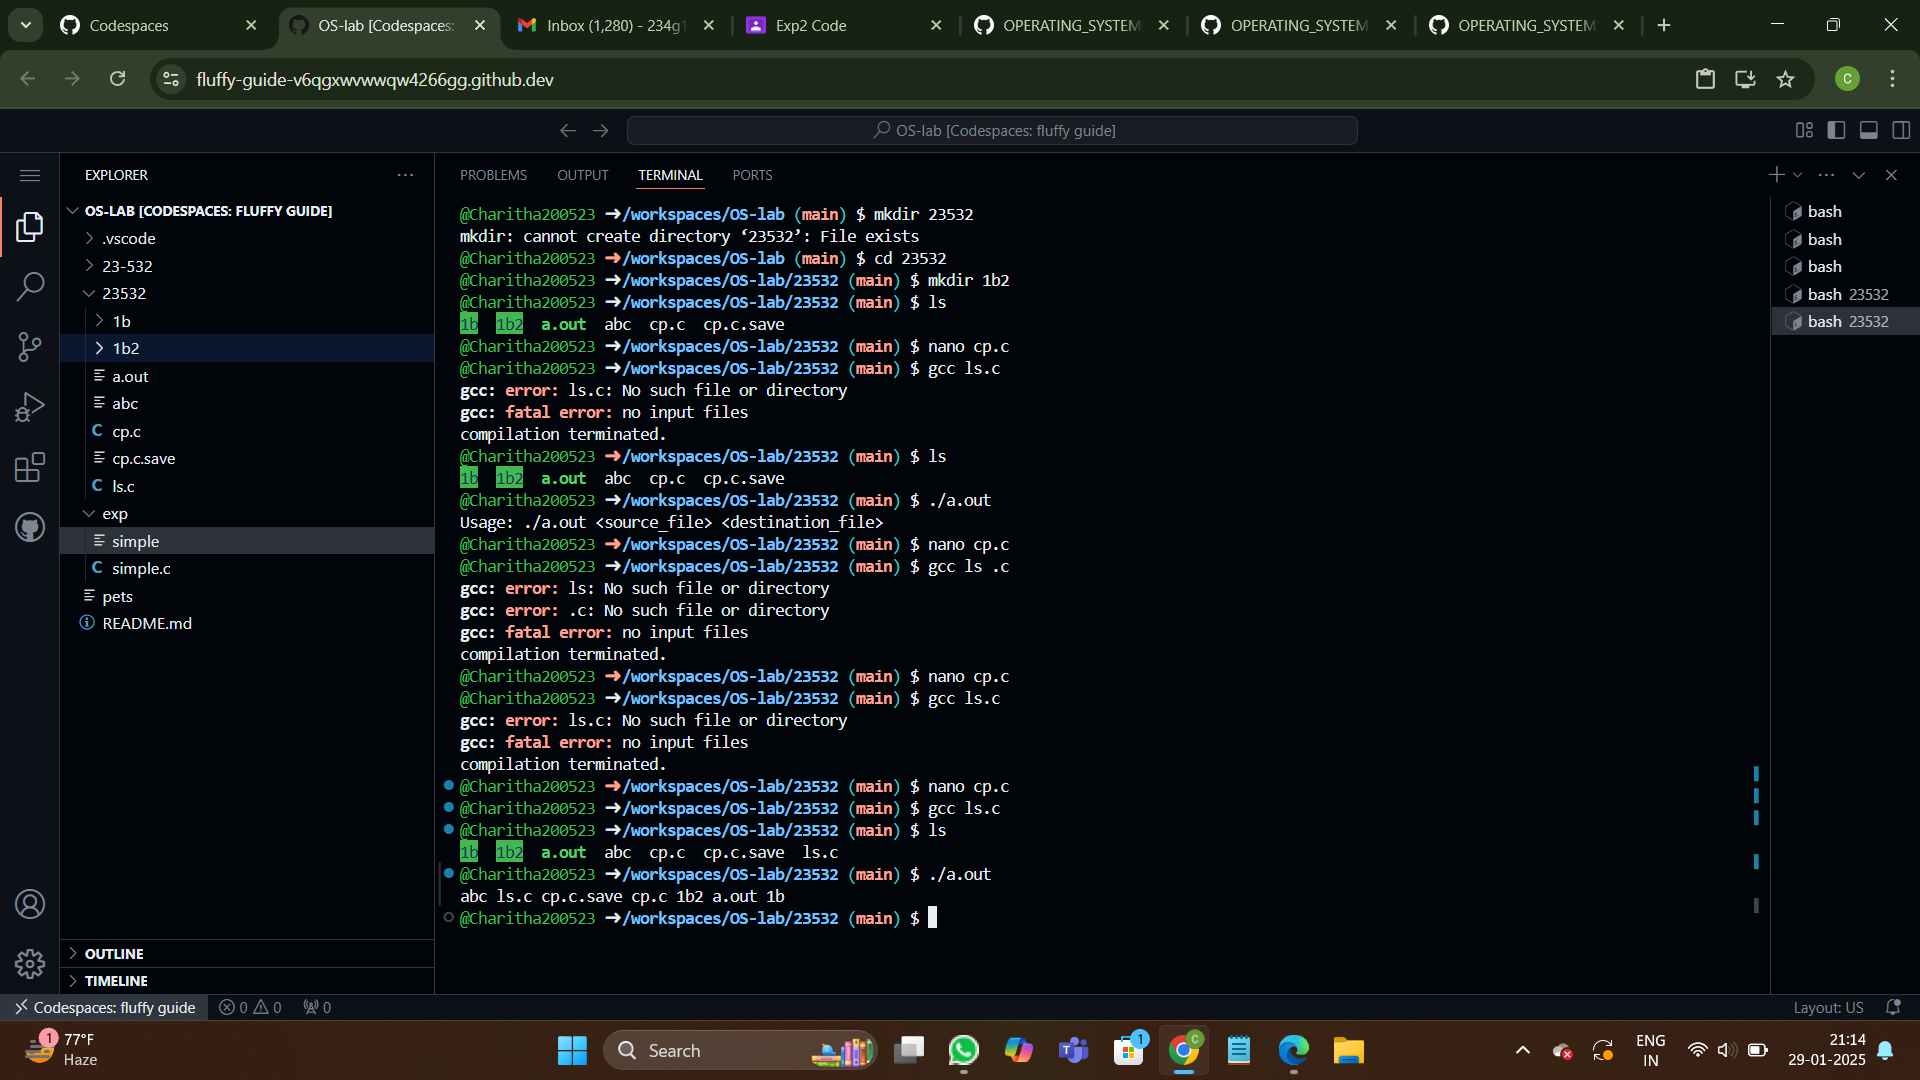 Codespaces
OS-lab [Codespaces:
Inbox (1,280) - 234g1
Exp2 Code
OPERATING_SYSTEM
OPERATING_SYSTEM
OPERATING_SYSTEM
fluffy-guide-v6qgxwvwwqw4266gg.github.dev
C
OS-lab [Codespaces: fluffy guide]
EXPLORER
OS-LAB [CODESPACES: FLUFFY GUIDE]
.vscode
23-532
23532
1b
1b2
a.out
abc
C cp.c
cp.c.save
C ls.c
exp
simple
C simple.c
pets
README.md
OUTLINE
TIMELINE
PROBLEMS OUTPUT TERMINAL PORTS
@Charitha200523 ➜/workspaces/OS-lab (main) $ mkdir 23532
mkdir: cannot create directory ‘23532’: File exists
@Charitha200523 ➜/workspaces/OS-lab (main) $ cd 23532
@Charitha200523 ➜/workspaces/OS-lab/23532 (main) $ mkdir 1b2
@Charitha200523 ➜/workspaces/OS-lab/23532 (main) $ ls
1b 1b2 a.out abc cp.c cp.c.save
@Charitha200523 ➜/workspaces/OS-lab/23532 (main) $ nano cp.c
@Charitha200523 ➜/workspaces/OS-lab/23532 (main) $ gcc ls.c
gcc: error: ls.c: No such file or directory
gcc: fatal error: no input files
compilation terminated.
@Charitha200523 ➜/workspaces/OS-lab/23532 (main) $ ls
1b 1b2 a.out abc cp.c cp.c.save
@Charitha200523 ➜/workspaces/OS-lab/23532 (main) $ ./a.out
Usage: ./a.out <source_file> <destination_file>
@Charitha200523 ➜/workspaces/OS-lab/23532 (main) $ nano cp.c
@Charitha200523 ➜/workspaces/OS-lab/23532 (main) $ gcc ls .c
gcc: error: ls: No such file or directory
gcc: error: .c: No such file or directory
gcc: fatal error: no input files
compilation terminated.
@Charitha200523 ➜/workspaces/OS-lab/23532 (main) $ nano cp.c
@Charitha200523 ➜/workspaces/OS-lab/23532 (main) $ gcc ls.c
gcc: error: ls.c: No such file or directory
gcc: fatal error: no input files
compilation terminated.
@Charitha200523 ➜/workspaces/OS-lab/23532 (main) $ nano cp.c
@Charitha200523 ➜/workspaces/OS-lab/23532 (main) $ gcc ls.c
@Charitha200523 ➜/workspaces/OS-lab/23532 (main) $ ls
1b 1b2 a.out abc cp.c cp.c.save ls.c
@Charitha200523 ➜/workspaces/OS-lab/23532 (main) $ ./a.out
abc ls.c cp.c.save cp.c 1b2 a.out 1b
@Charitha200523 ➜/workspaces/OS-lab/23532 (main) $
bash
bash
bash
bash 23532
bash 23532
Codespaces: fluffy guide
0 0 0
Layout: US
1
77°F
Haze
Search
1
C
ENG
IN
21:14
29-01-2025